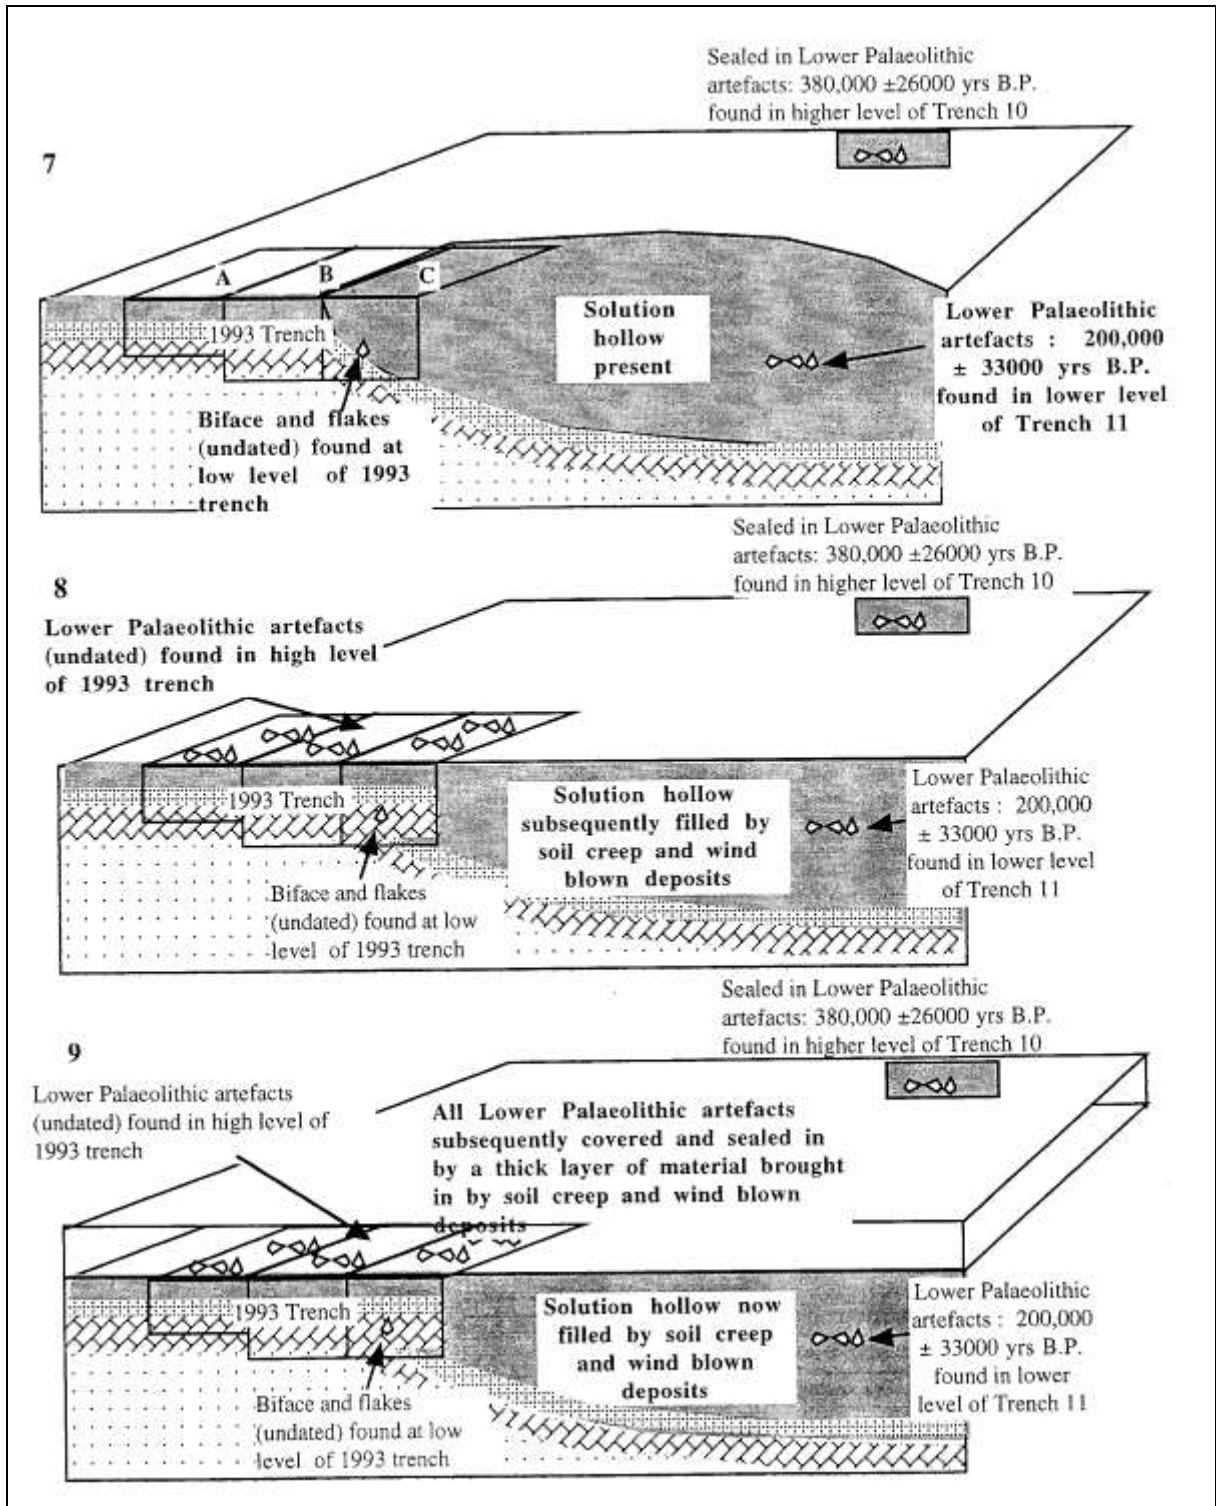 Sealed in Lower Palaeolithic
artefacts: 380,000 ±26000 yrs B.P.
found in higher level of Trench 10
7
A
B
C
1993 Trench
Solution
hollow
present
Lower Palaeolithic
artefacts : 200,000
± 33000 yrs B.P.
found in lower level
of Trench 11
Biface and flakes
(undated) found at
low level of 1993
trench
Sealed in Lower Palaeolithic
artefacts: 380,000 ±26000 yrs B.P.
found in higher level of Trench 10
8
Lower Palaeolithic artefacts
(undated) found in high level
of 1993 trench
1993 Trench
Solution hollow
subsequently filled by
soil creep and wind
blown deposits
Lower Palaeolithic
artefacts : 200,000
± 33000 yrs B.P.
found in lower level
of Trench 11
Biface and flakes
(undated) found at low
level of 1993 trench
Sealed in Lower Palaeolithic
artefacts: 380,000 ±26000 yrs B.P.
found in higher level of Trench 10
9
Lower Palaeolithic artefacts
(undated) found in high level of
1993 trench
All Lower Palaeolithic artefacts
subsequently covered and sealed in
by a thick layer of material brought
in by soil creep and wind blown
deposits
1993 Trench
Solution hollow now
filled by soil creep
and wind blown
deposits
Lower Palaeolithic
artefacts : 200,000
± 33000 yrs B.P.
found in lower
level of Trench 11
Biface and flakes
(undated) found at low
level of 1993 trench